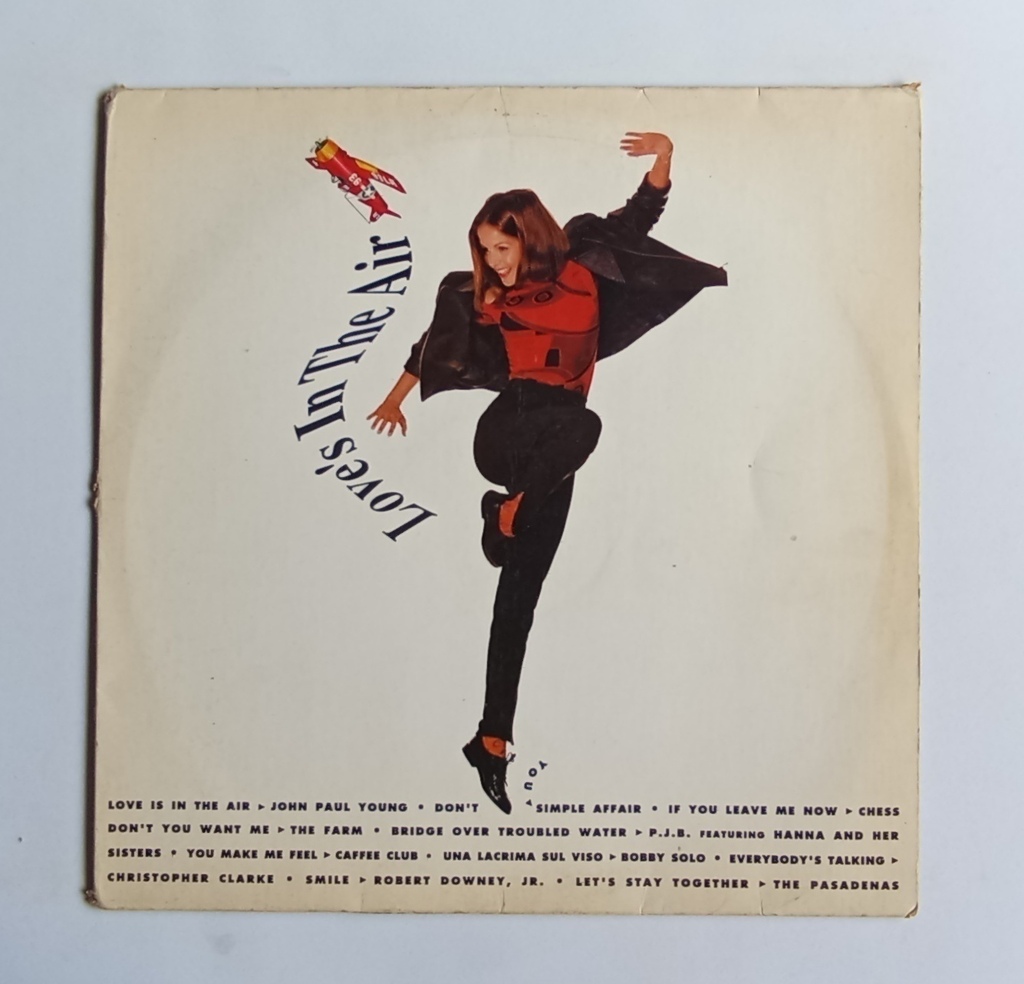 Love's In The Air
LOVE IS IN THE AIR ▸ JOHN PAUL YOUNG • DON'T YOU ▸ SIMPLE AFFAIR • IF YOU LEAVE ME NOW ▸ CHESS
DON'T YOU WANT ME ▸ THE FARM • BRIDGE OVER TROUBLED WATER ▸ P.J.B. FEATURING HANNA AND HER
SISTERS • YOU MAKE ME FEEL ▸ CAFFEE CLUB • UNA LACRIMA SUL VISO ▸ BOBBY SOLO • EVERYBODY'S TALKING ▸
CHRISTOPHER CLARKE • SMILE ▸ ROBERT DOWNEY, JR. • LET'S STAY TOGETHER ▸ THE PASADENAS